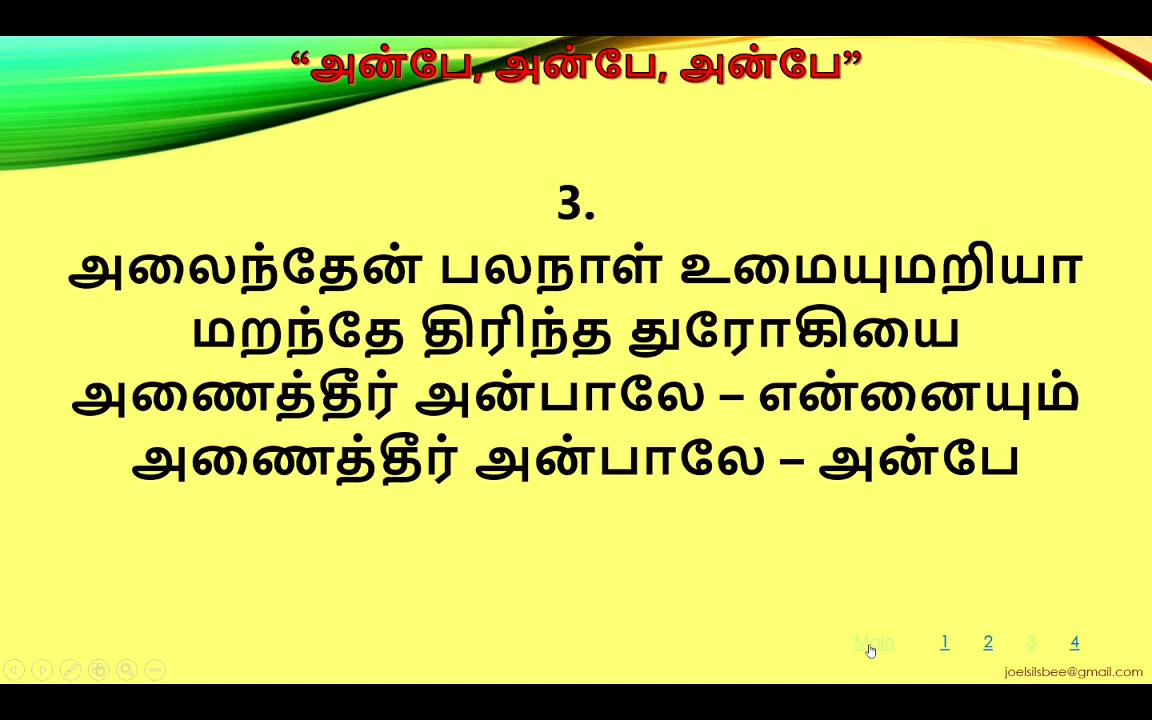 “அன்பே, அன்பே, அன்பே”
3.
அலைந்தேன் பலநாள் உமையுமறியா
மறந்தே திரிந்த துரோகியை
அணைத்தீர் அன்பாலே – என்னையும்
அணைத்தீர் அன்பாலே – அன்பே
Main 1 2 3 4
joelsilsbee@gmail.com